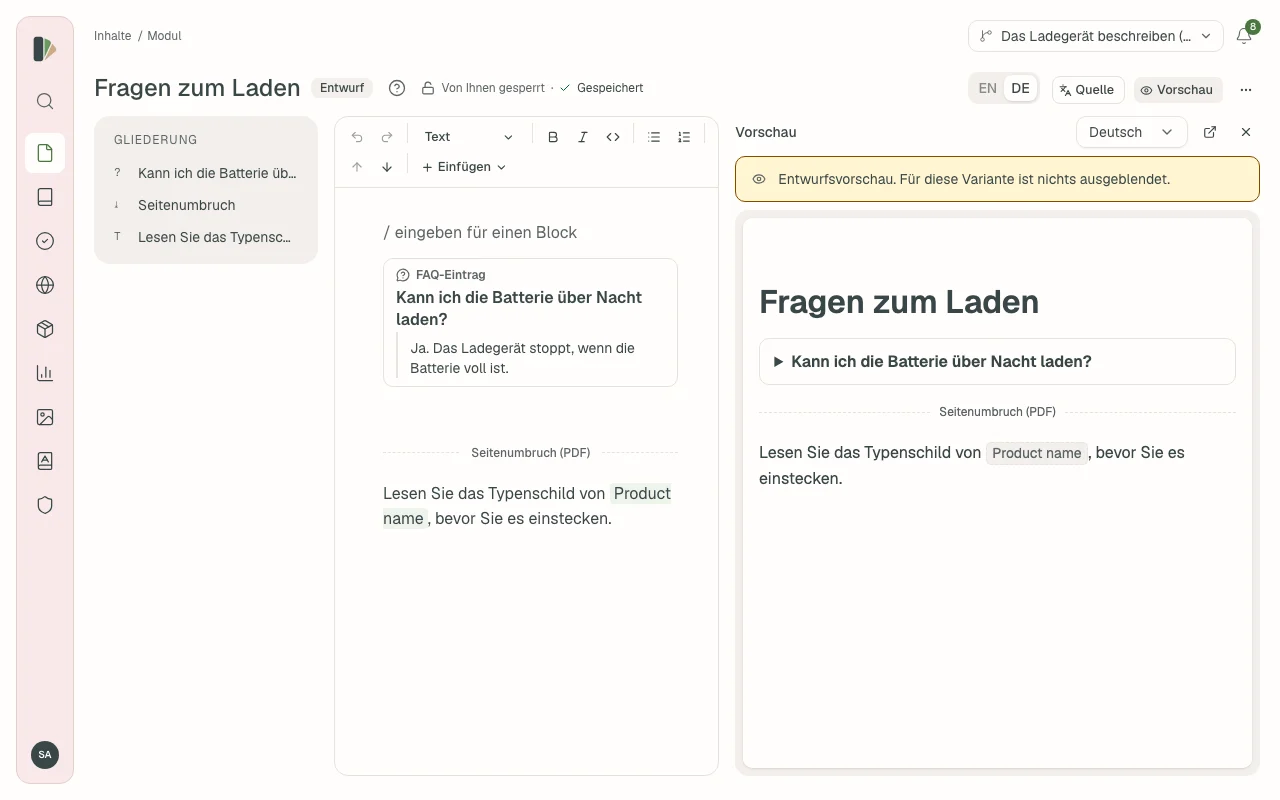 Inhalte / Modul
Das Ladegerät beschreiben (…
8
Fragen zum Laden
Entwurf
Von Ihnen gesperrt · Gespeichert
EN DE
Quelle
Vorschau
GLIEDERUNG
? Kann ich die Batterie üb…
↓ Seitenumbruch
T Lesen Sie das Typensc…
Text
B I
Einfügen
/ eingeben für einen Block
FAQ-Eintrag
Kann ich die Batterie über Nacht
laden?
Ja. Das Ladegerät stoppt, wenn die
Batterie voll ist.
Seitenumbruch (PDF)
Lesen Sie das Typenschild von Product
name , bevor Sie es einstecken.
Vorschau
Deutsch
Entwurfsvorschau. Für diese Variante ist nichts ausgeblendet.
Fragen zum Laden
Kann ich die Batterie über Nacht laden?
Seitenumbruch (PDF)
Lesen Sie das Typenschild von Product name , bevor Sie es
einstecken.
SA